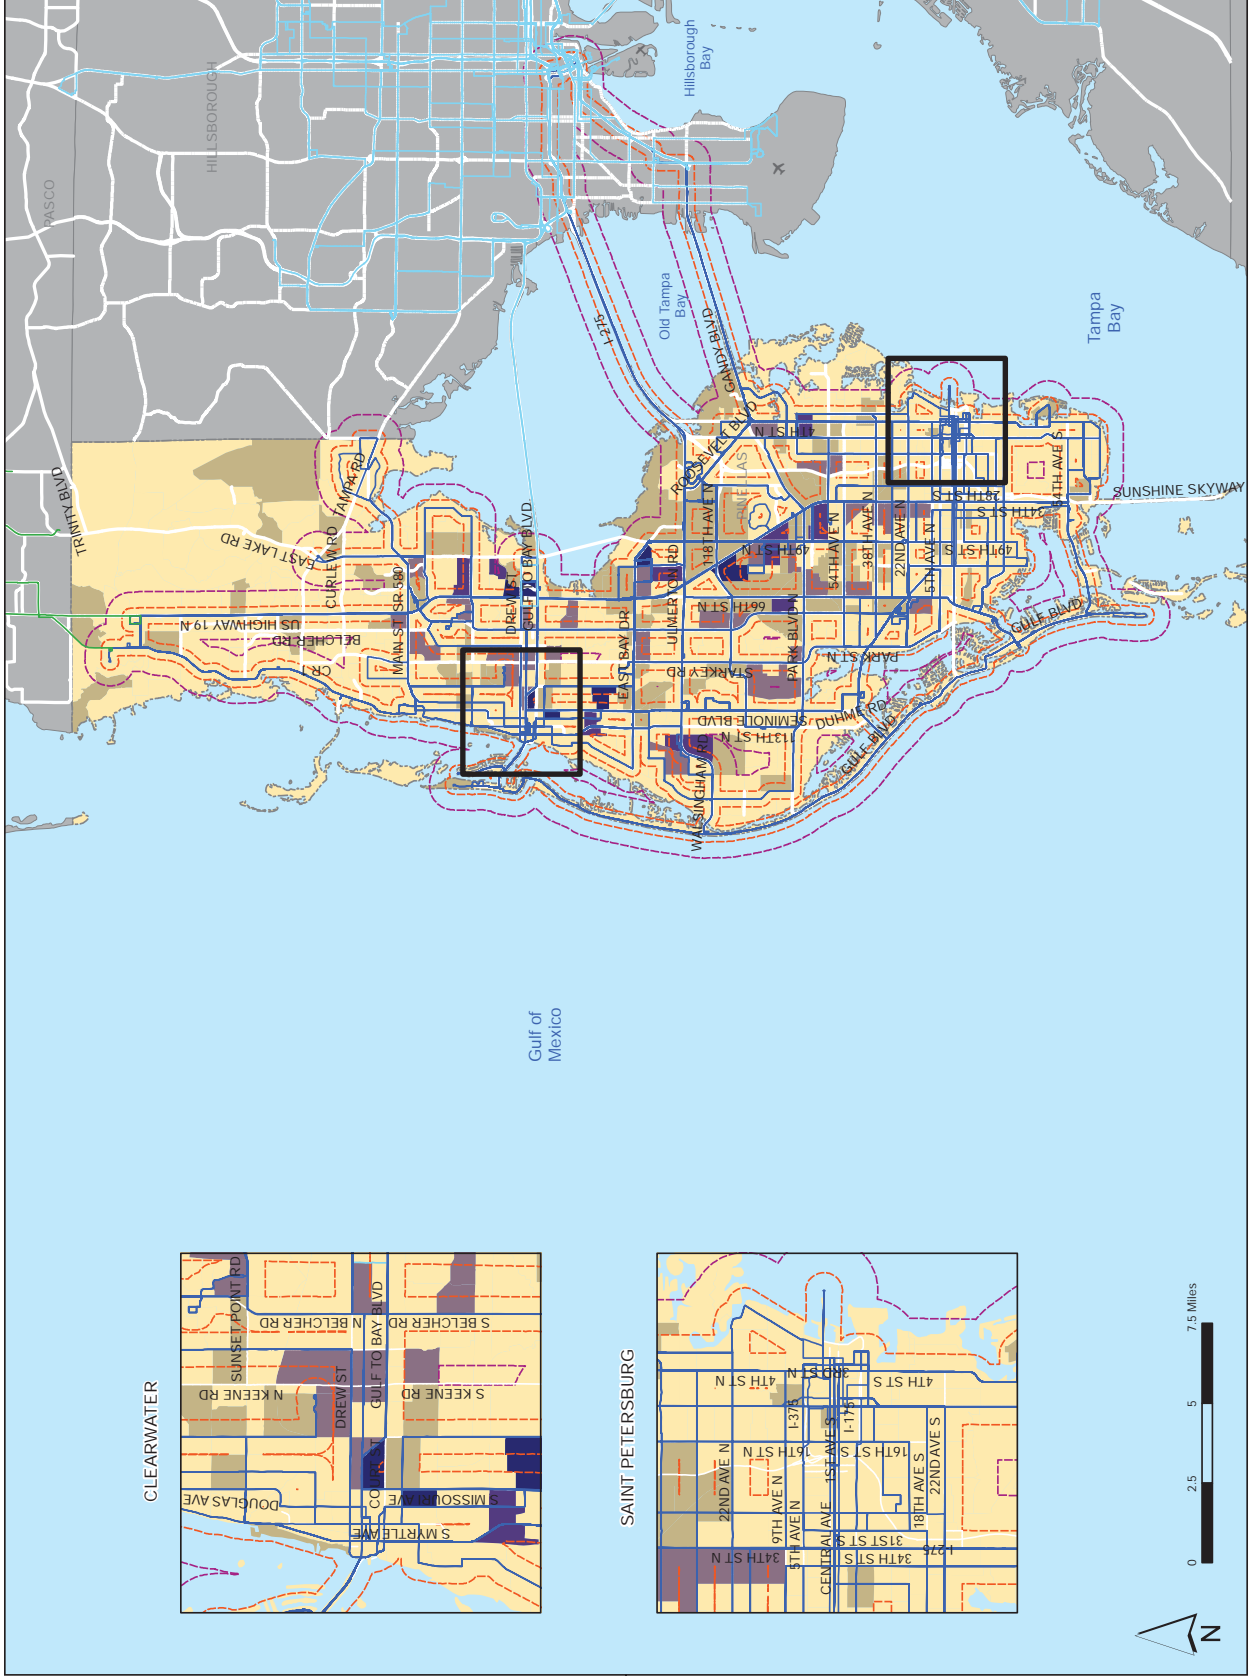 PASCO
HILLSBOROUGH
Hillsborough
Bay
TRINITY BLVD
EAST LAKE RD
TAMPA RD
CURLEW RD
US HIGHWAY 19 N
BELCHER RD
CR 1
MAIN ST
SR 580
DREW ST
GULF TO BAY BLVD
I-275
Old Tampa
Bay
GANDY BLVD
ROOSEVELT BLVD
4TH ST N
PINELLAS
118TH AVE N
49TH ST N
ULMERTON RD
66TH ST N
EAST BAY DR
STARKEY RD
PARK BLVD N
54TH AVE N
38TH AVE N
22ND AVE N
5TH AVE N
28TH ST S
34TH ST S
49TH ST S
54TH AVE S
SUNSHINE SKYWAY
PARK ST N
SEMINOLE BLVD
113TH ST N
DUHME RD
GULF BLVD
GULF BLVD
WALSINGHAM RD
Tampa
Bay
Gulf of
Mexico
CLEARWATER
SUNSET POINT RD
N BELCHER RD
S BELCHER RD
GULF TO BAY BLVD
N KEENE RD
S KEENE RD
DREW ST
COURT ST
DOUGLAS AVE
S MISSOURI AVE
S MYRTLE AVE
SAINT PETERSBURG
4TH ST N
3RD ST N
4TH ST S
I-375
I-175
22ND AVE N
16TH ST N
16TH ST S
1ST AVE S
22ND AVE S
18TH AVE S
9TH AVE N
5TH AVE N
CENTRAL AVE
31ST ST S
34TH ST N
34TH ST S
I-275
0
2.5
5
7.5 Miles
N